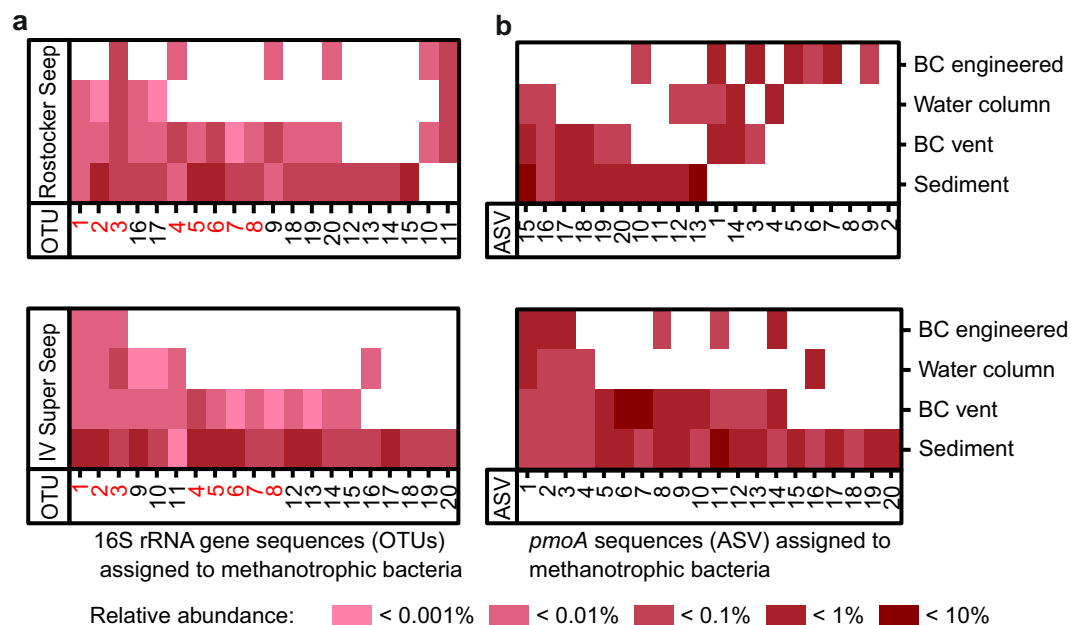 a
b
Rostocker Seep
BC engineered
Water column
BC vent
Sediment
OTU 1 2 3 16 17 4 5 6 7 8 9 18 19 20 12 13 14 15 10 11
ASV 15 16 17 18 19 20 10 11 12 13 1 14 3 4 5 6 7 8 9 2
IV Super Seep
BC engineered
Water column
BC vent
Sediment
OTU 1 2 3 9 10 11 4 5 6 7 8 12 13 14 15 16 17 18 19 20
ASV 1 2 3 4 5 6 7 8 9 10 11 12 13 14 15 16 17 18 19 20
16S rRNA gene sequences (OTUs)
assigned to methanotrophic bacteria
pmoA sequences (ASV) assigned to
methanotrophic bacteria
Relative abundance: < 0.001% < 0.01% < 0.1% < 1% < 10%